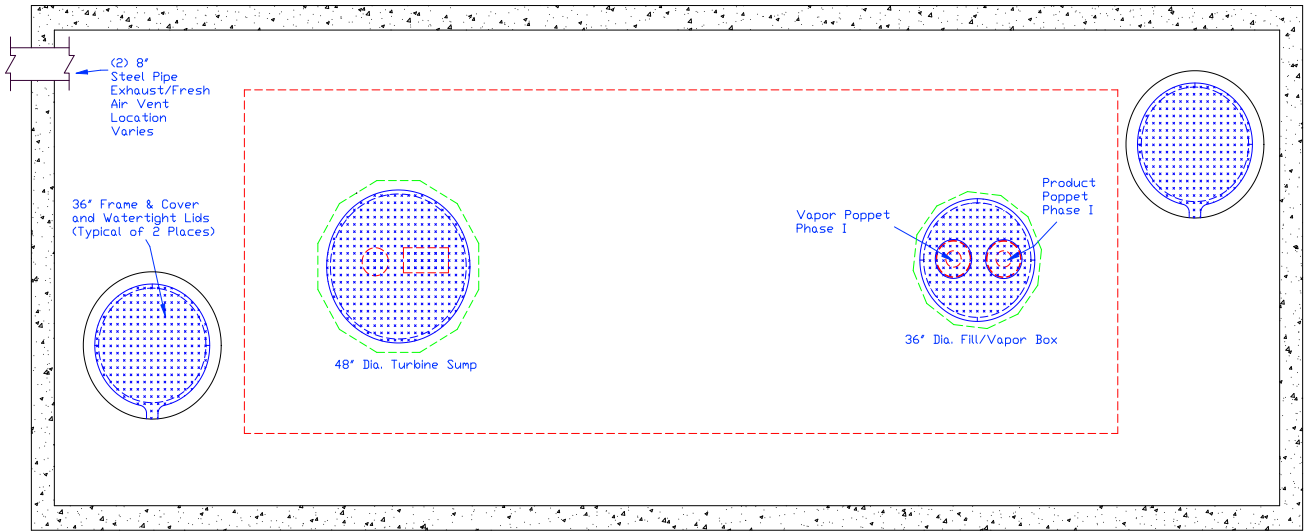 (2) 8"
Steel Pipe
Exhaust/Fresh
Air Vent
Location
Varies
36" Frame & Cover
and Watertight Lids
(Typical of 2 Places)
48" Dia. Turbine Sump
Vapor Poppet
Phase I
Product
Poppet
Phase I
36" Dia. Fill/Vapor Box